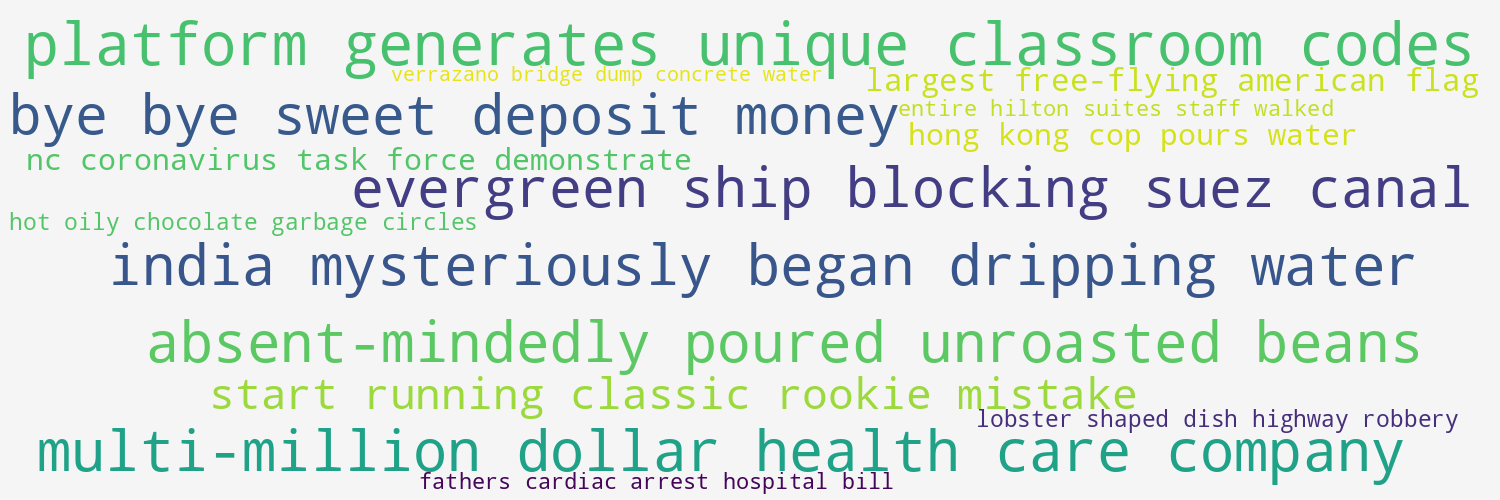 platform generates unique classroom codes
verrazano bridge dump concrete water
largest free-flying american flag
bye bye sweet deposit money
entire hilton suites staff walked
hong kong cop pours water
nc coronavirus task force demonstrate
evergreen ship blocking suez canal
hot oily chocolate garbage circles
india mysteriously began dripping water
absent-mindedly poured unroasted beans
start running classic rookie mistake
lobster shaped dish highway robbery
multi-million dollar health care company
fathers cardiac arrest hospital bill